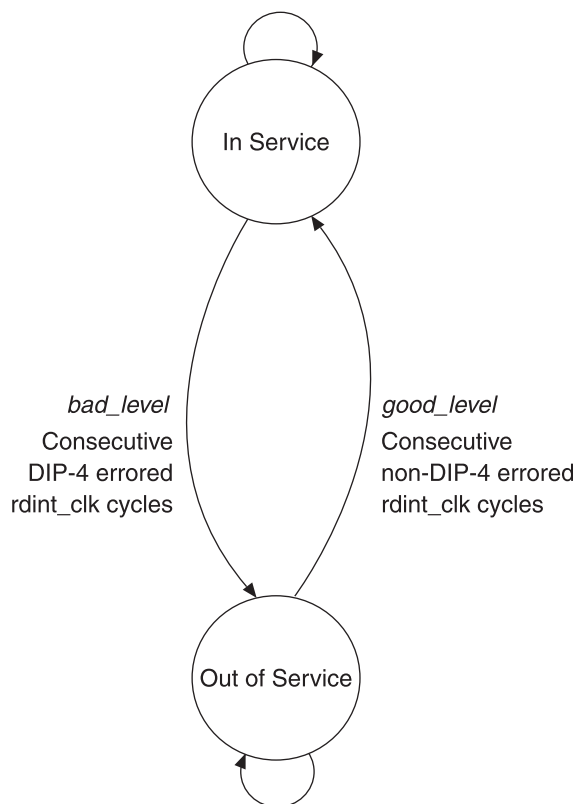 In Service
bad_level
Consecutive
DIP-4 errored
rdint_clk cycles
good_level
Consecutive
non-DIP-4 errored
rdint_clk cycles
Out of Service